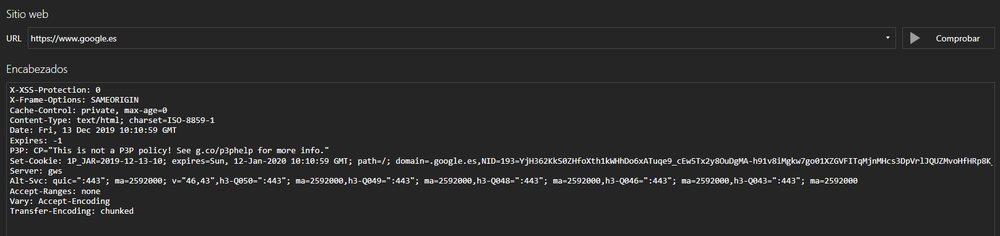 Sitio web
URL https://www.google.es Comprobar
Encabezados
X-XSS-Protection: 0
X-Frame-Options: SAMEORIGIN
Cache-Control: private, max-age=0
Content-Type: text/html; charset=ISO-8859-1
Date: Fri, 13 Dec 2019 10:10:59 GMT
Expires: -1
P3P: CP="This is not a P3P policy! See g.co/p3phelp for more info."
Set-Cookie: 1P_JAR=2019-12-13-10; expires=Sun, 12-Jan-2020 10:10:59 GMT; path=/; domain=.google.es,NID=193=YjH362KkS0ZHfoXth1kWHhDo6xATuqe9_cEw5Tx2y8OuDgMA-h91v8iMgkw7go01XZGVFITqMjnMHcs3DpVrlJQUZMvoHfHRp8K_
Server: gws
Alt-Svc: quic=":443"; ma=2592000; v="46,43",h3-Q050=":443"; ma=2592000,h3-Q049=":443"; ma=2592000,h3-Q048=":443"; ma=2592000,h3-Q046=":443"; ma=2592000,h3-Q043=":443"; ma=2592000
Accept-Ranges: none
Vary: Accept-Encoding
Transfer-Encoding: chunked